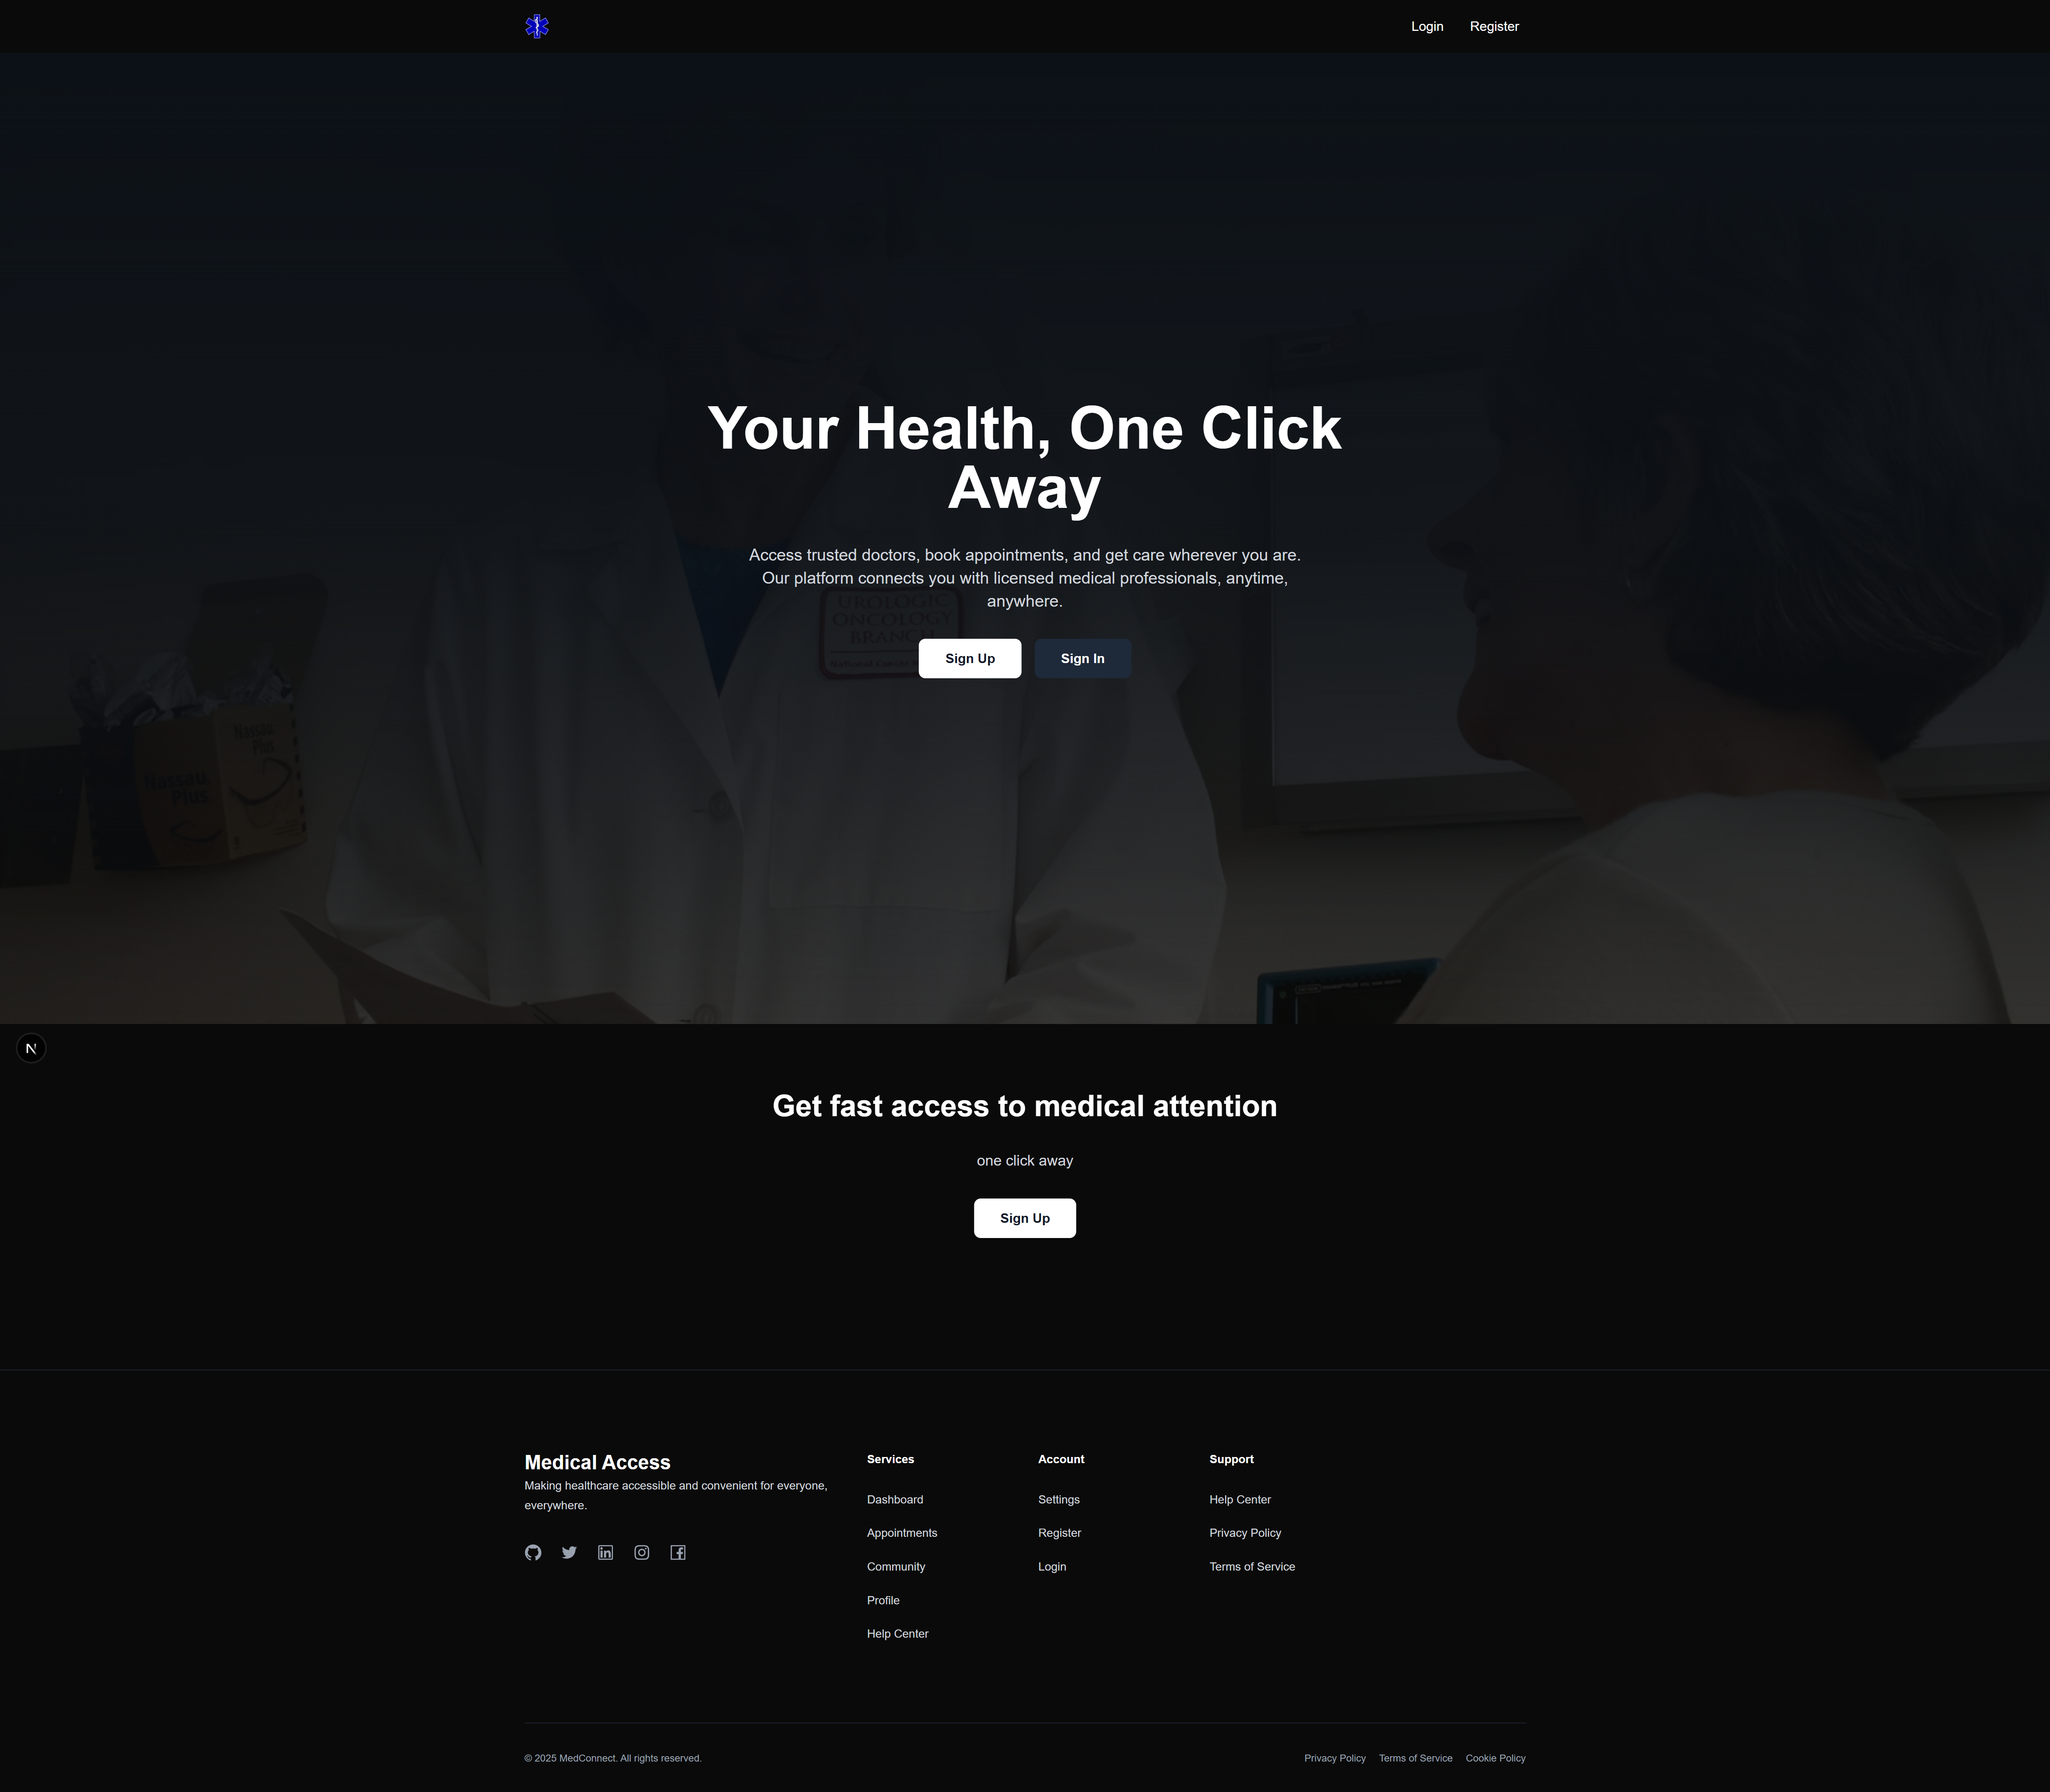 Login Register
Your Health, One Click
Away
Access trusted doctors, book appointments, and get care wherever you are.
Our platform connects you with licensed medical professionals, anytime,
anywhere.
UROLOGIC
ONCOLOGY
BRANCH
National Cancer
Sign Up Sign In
Nassau
Plus
Nassau
Plus
N
Get fast access to medical attention
one click away
Sign Up
Medical Access
Making healthcare accessible and convenient for everyone,
everywhere.
Services
Dashboard
Appointments
Community
Profile
Help Center
Account
Settings
Register
Login
Support
Help Center
Privacy Policy
Terms of Service
© 2025 MedConnect. All rights reserved.
Privacy Policy Terms of Service Cookie Policy